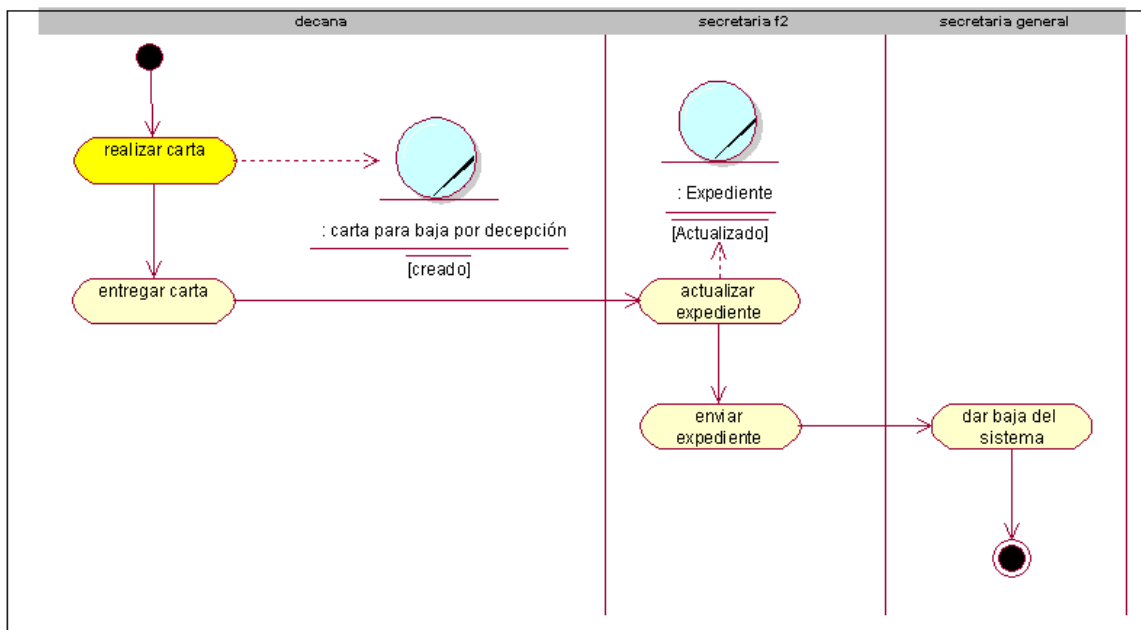 decana
secretaria f2
secretaria general
realizar carta
: carta para baja por decepción
[creado]
: Expediente
[Actualizado]
entregar carta
actualizar
expediente
enviar
expediente
dar baja del
sistema